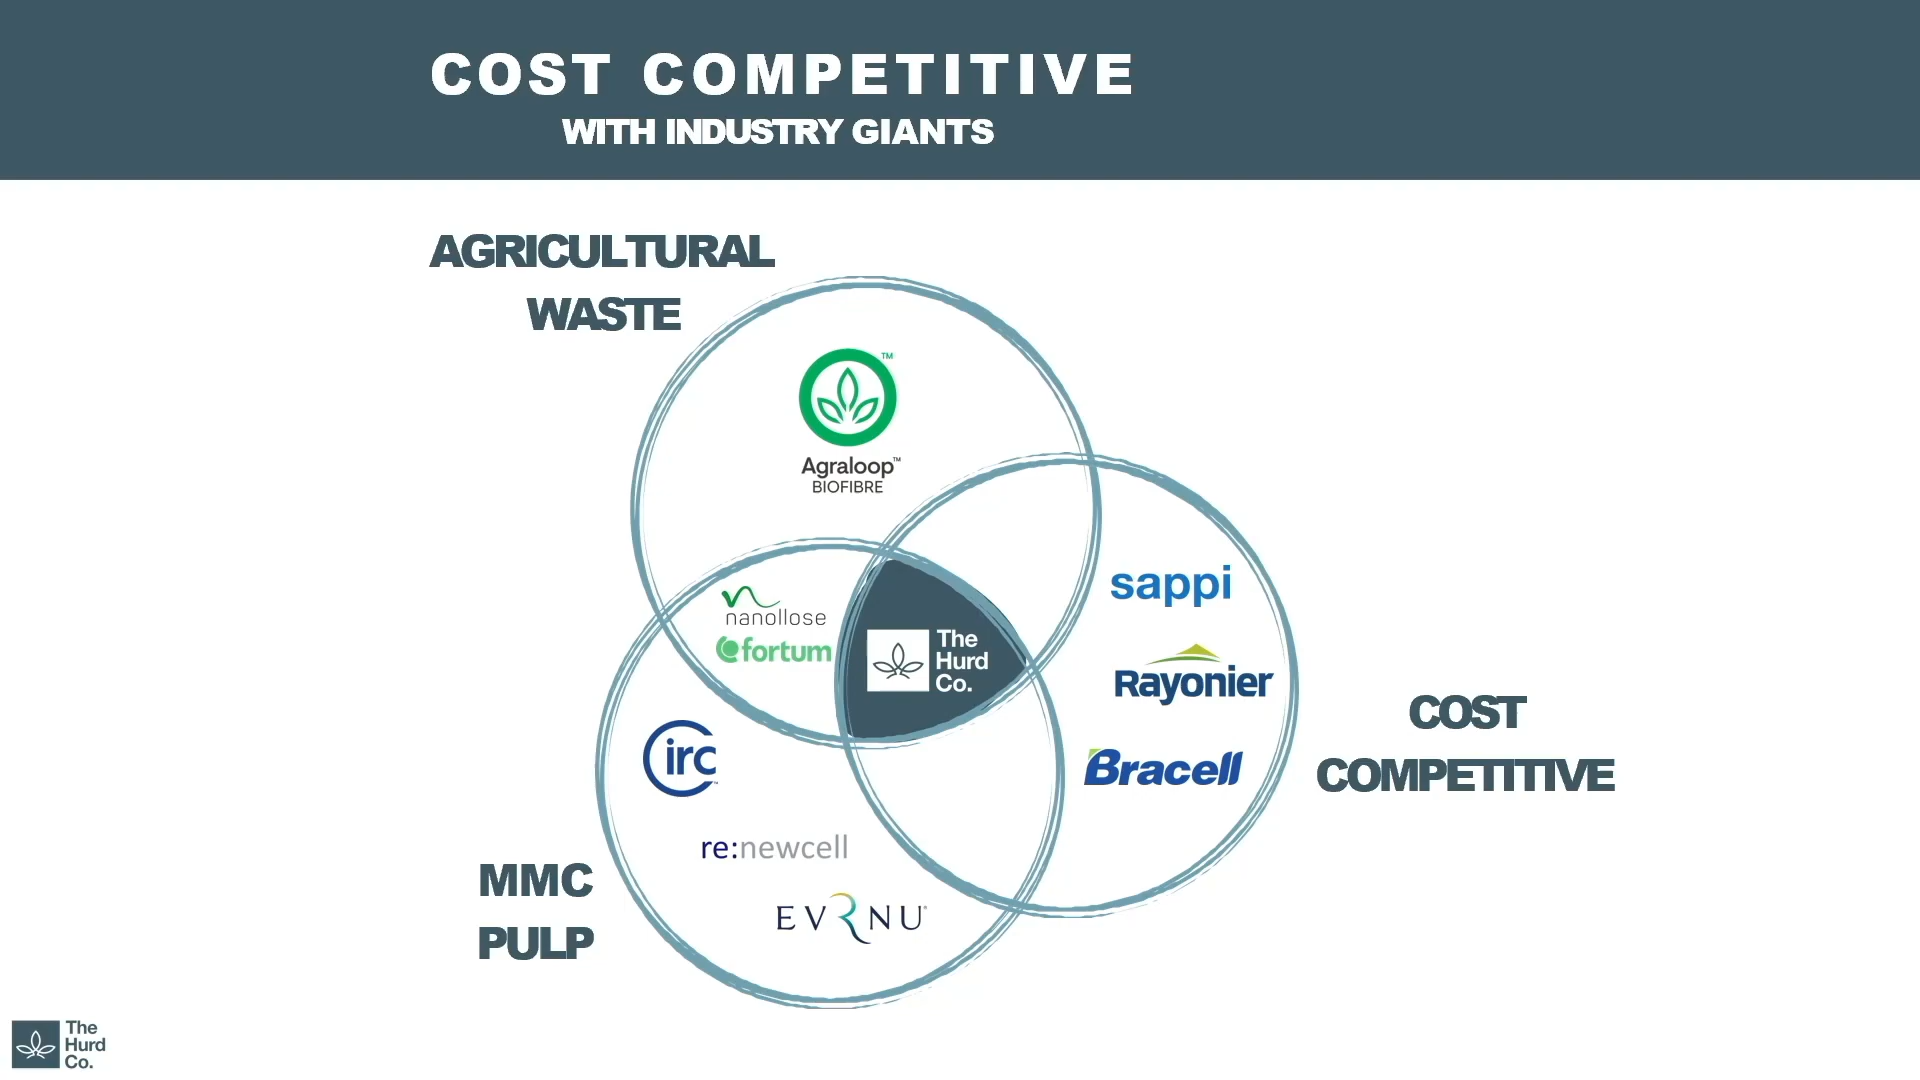 COST COMPETITIVE
WITH INDUSTRY GIANTS
AGRICULTURAL
WASTE
TM
Agraloop™
BIOFIBRE
nanollose
fortum
The
Hurd
Co.
sappi
Rayonier
Bracell
COST
COMPETITIVE
circ
re:newcell
EVRNU®
MMC
PULP
The
Hurd
Co.